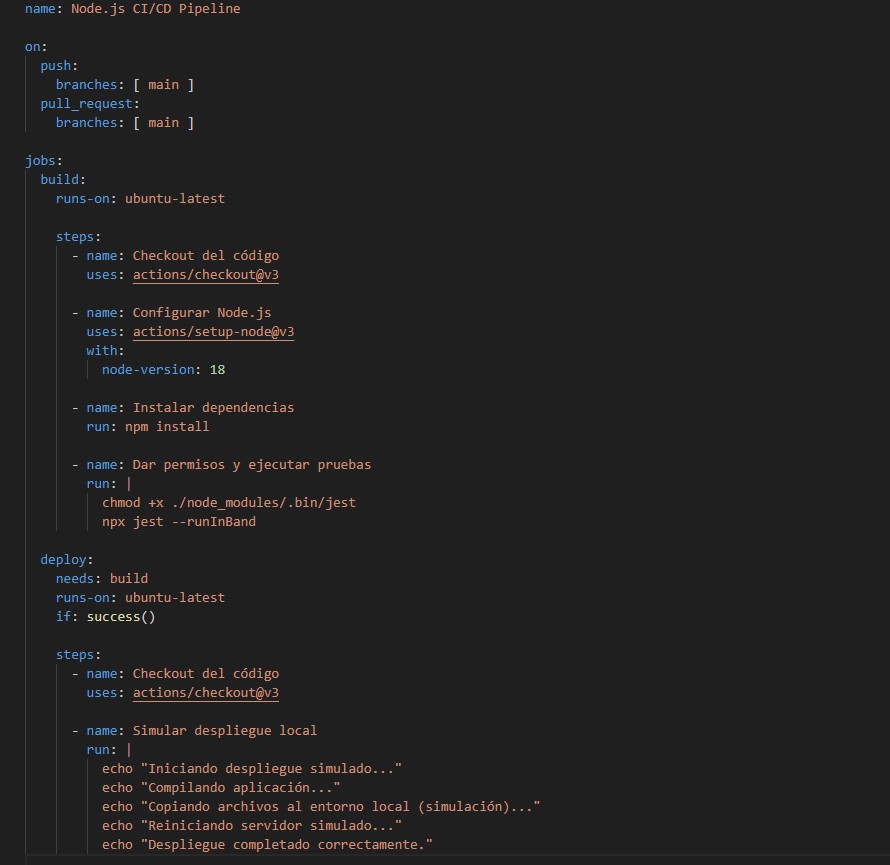 name: Node.js CI/CD Pipeline
on:
  push:
    branches: [ main ]
  pull_request:
    branches: [ main ]
jobs:
  build:
    runs-on: ubuntu-latest
    steps:
      - name: Checkout del código
        uses: actions/checkout@v3
      - name: Configurar Node.js
        uses: actions/setup-node@v3
        with:
          node-version: 18
      - name: Instalar dependencias
        run: npm install
      - name: Dar permisos y ejecutar pruebas
        run: |
          chmod +x ./node_modules/.bin/jest
          npx jest --runInBand
  deploy:
    needs: build
    runs-on: ubuntu-latest
    if: success()
    steps:
      - name: Checkout del código
        uses: actions/checkout@v3
      - name: Simular despliegue local
        run: |
          echo "Iniciando despliegue simulado..."
          echo "Compilando aplicación..."
          echo "Copiando archivos al entorno local (simulación)..."
          echo "Reiniciando servidor simulado..."
          echo "Despliegue completado correctamente."